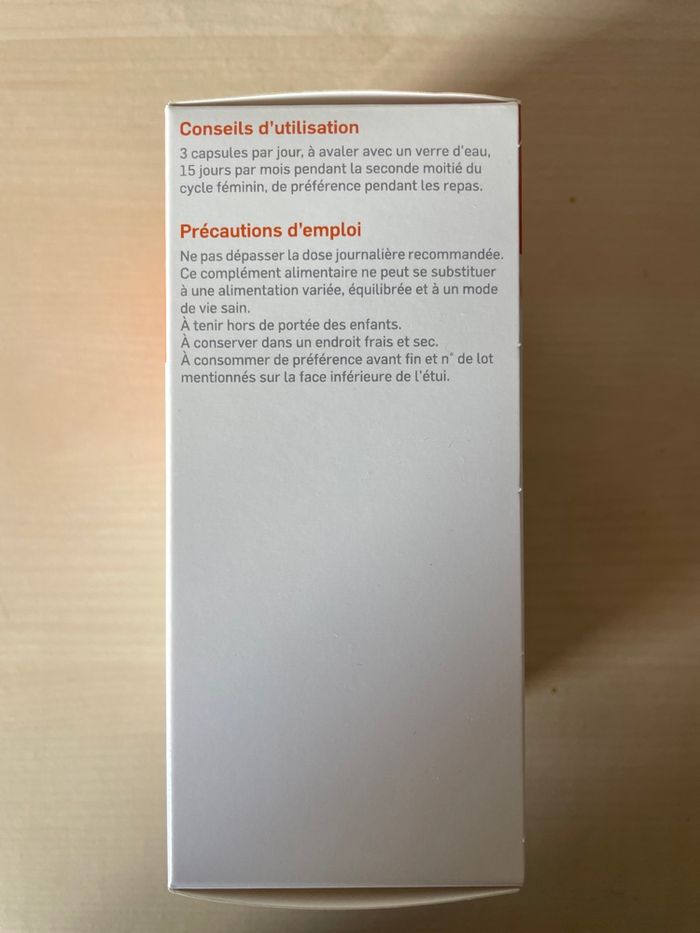 Conseils d'utilisation
3 capsules par jour, à avaler avec un verre d'eau,
15 jours par mois pendant la seconde moitié du
cycle féminin, de préférence pendant les repas.
Précautions d'emploi
Ne pas dépasser la dose journalière recommandée.
Ce complément alimentaire ne peut se substituer
à une alimentation variée, équilibrée et à un mode
de vie sain.
À tenir hors de portée des enfants.
À conserver dans un endroit frais et sec.
À consommer de préférence avant fin et n° de lot
mentionnés sur la face inférieure de l'étui.